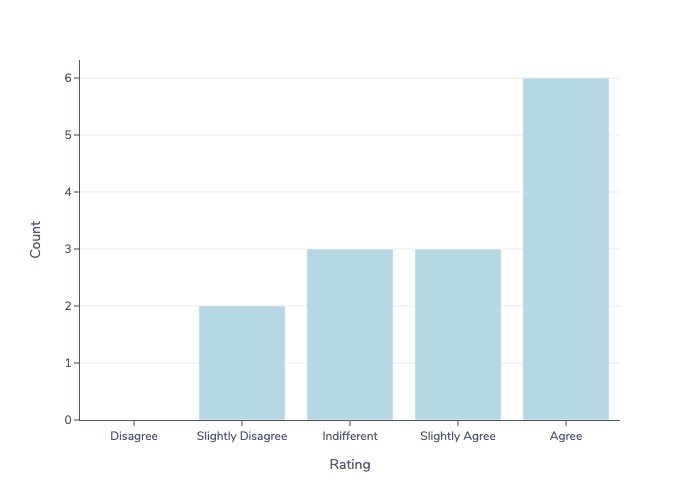 6
5
4
3
2
1
0
Count
Disagree
Slightly Disagree
Indifferent
Slightly Agree
Agree
Rating